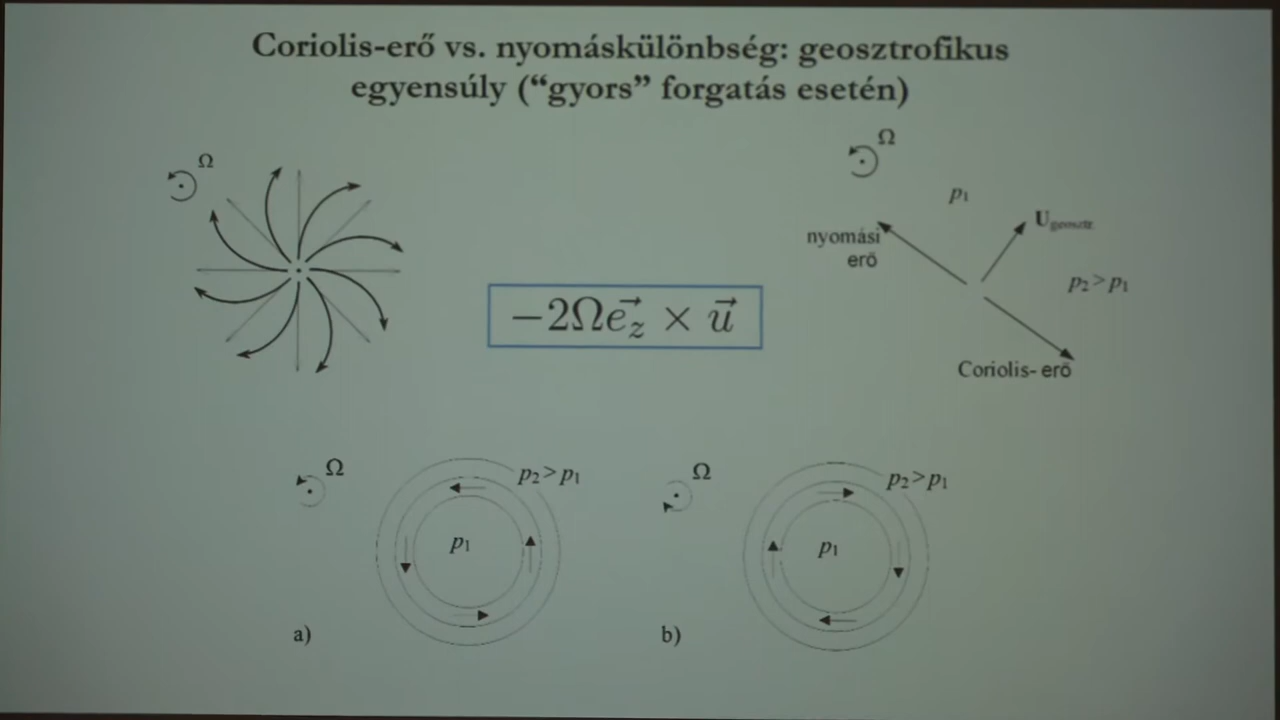 Coriolis-erő vs. nyomáskülönbség: geosztrofikus
egyensúly (“gyors” forgatás esetén)
Ω
Ω
p₁
nyomási
erő
U_geosztr.
p₂>p₁
−2Ωe⃗_z × u⃗
Coriolis- erő
Ω
p₂>p₁
p₁
a)
Ω
p₂>p₁
p₁
b)